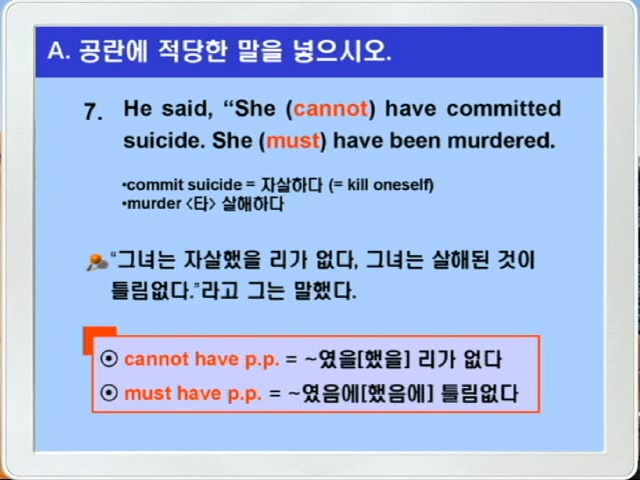 A. 공란에 적당한 말을 넣으시오.
7. He said, “She (cannot) have committed
suicide. She (must) have been murdered.
•commit suicide = 자살하다 (= kill oneself)
•murder <타> 살해하다
“그녀는 자살했을 리가 없다, 그녀는 살해된 것이
틀림없다.”라고 그는 말했다.
⊙ cannot have p.p. = ~였을[했을] 리가 없다
⊙ must have p.p. = ~였음에[했음에] 틀림없다